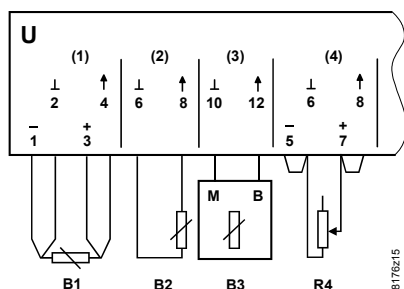 U
(1) (2) (3) (4)
⊥ ↑ ⊥ ↑ ⊥ ↑ ⊥ ↑
2 4 6 8 10 12 6 8
− + − +
1 3 5 7
M B
B1 B2 B3 R4
8176z15